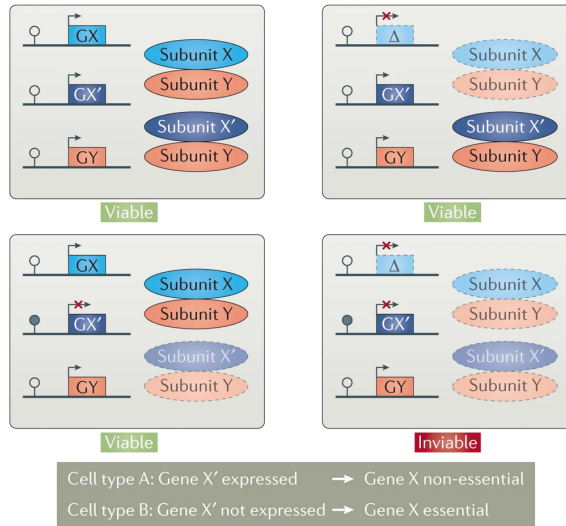 GX
Subunit X
Subunit Y
GX′
Subunit X′
Subunit Y
GY
Viable
Δ
Subunit X
Subunit Y
GX′
Subunit X′
Subunit Y
GY
Viable
GX
Subunit X
Subunit Y
GX′
Subunit X′
Subunit Y
GY
Viable
Δ
Subunit X
Subunit Y
GX′
Subunit X′
Subunit Y
GY
Inviable
Cell type A: Gene X′ expressed → Gene X non-essential
Cell type B: Gene X′ not expressed → Gene X essential